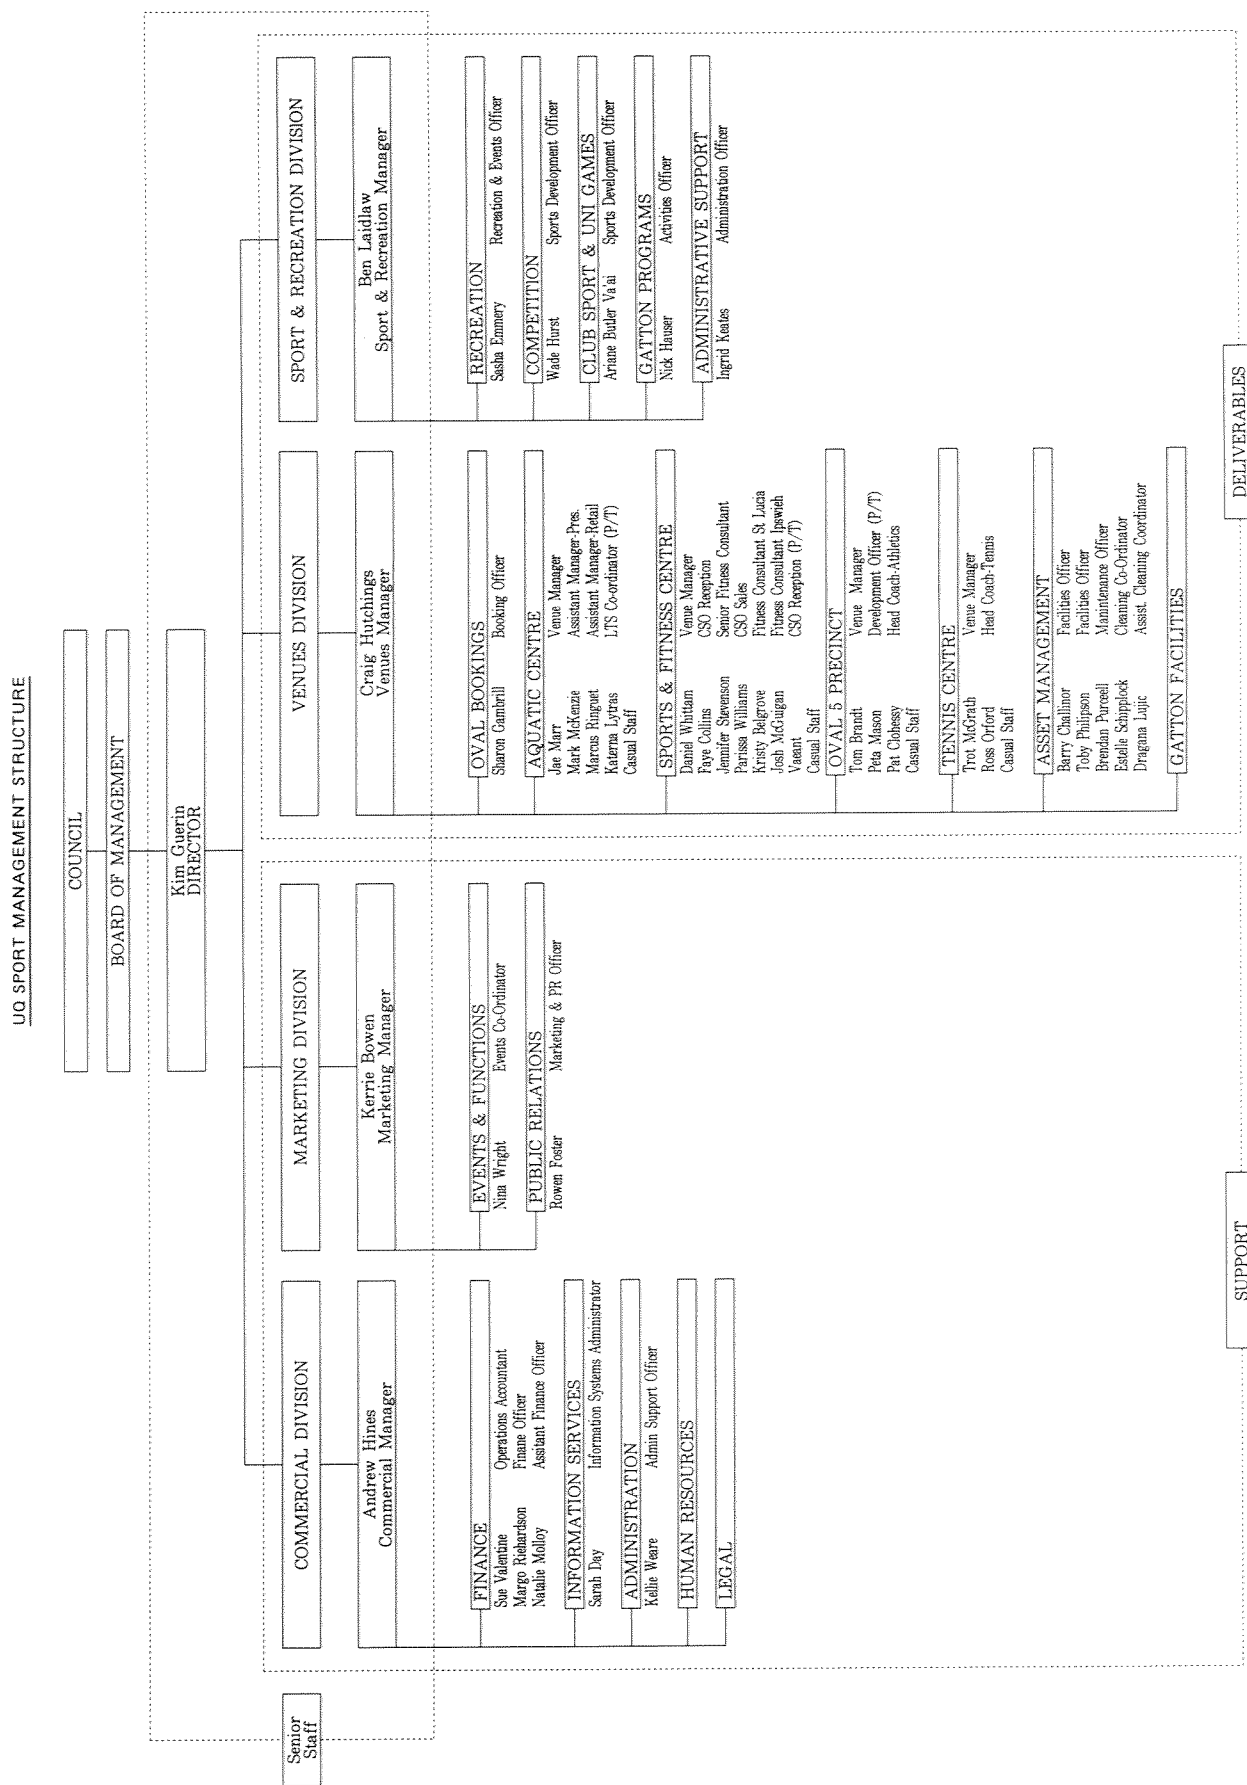 UQ SPORT MANAGEMENT STRUCTURE
COUNCIL
BOARD OF MANAGEMENT
Kim Guerin
DIRECTOR
Senior
Staff
COMMERCIAL DIVISION
Andrew Hines
Commercial Manager
FINANCE
Sue Valentine Operations Accountant
Margo Richardson Finane Officer
Natalie Molloy Assitant Finance Officer
INFORMATION SERVICES
Sarah Day Information Systems Administrator
ADMINISTRATION
Kellie Weare Admin Support Officer
HUMAN RESOURCES
LEGAL
MARKETING DIVISION
Kerrie Bowen
Marketing Manager
EVENTS & FUNCTIONS
Nina Wright Events Co-Ordinator
PUBLIC RELATIONS
Rowen Foster Marketing & PR Officer
SUPPORT
VENUES DIVISION
Craig Hutchings
Venues Manager
OVAL BOOKINGS
Sharon Gambrill Booking Officer
AQUATIC CENTRE
Jae Marr Venue Manager
Mark McKenzie Assistant Manager-Pres.
Marcus Ringuet Assistant Manager-Retail
Katerna Lytras LTS Co-ordinator (P/T)
Casual Staff
SPORTS & FITNESS CENTRE
Daniel Whittam Venue Manager
Faye Collins CSO Reception
Jennifer Stevenson Senior Fitness Consultant
Parissa Williams CSO Sales
Kristy Belgrove Fitness Consultant St Lucia
Josh McGuigan Fitness Consultant Ipswich
Vacant CSO Reception (P/T)
Casual Staff
OVAL 5 PRECINCT
Tom Brandt Venue Manager
Peta Mason Development Officer (P/T)
Pat Clohessy Head Coach-Athletics
Casual Staff
TENNIS CENTRE
Trot McGrath Venue Manager
Ross Orford Head Coach-Tennis
Casual Staff
ASSET MANAGEMENT
Barry Challinor Facilities Officer
Toby Philipson Facilities Officer
Brendan Purcell Manintenance Officer
Estelle Schipplock Cleaning Co-Ordinator
Dragana Lujic Assist. Cleaning Coordinator
GATTON FACILITIES
SPORT & RECREATION DIVISION
Ben Laidlaw
Sport & Recreation Manager
RECREATION
Sasha Emmery Recreation & Events Officer
COMPETITION
Wade Hurst Sports Development Officer
CLUB SPORT & UNI GAMES
Ariane Butler Va'ai Sports Development Officer
GATTON PROGRAMS
Nick Hauser Activities Officer
ADMINISTRATIVE SUPPORT
Ingrid Keates Administration Officer
DELIVERABLES